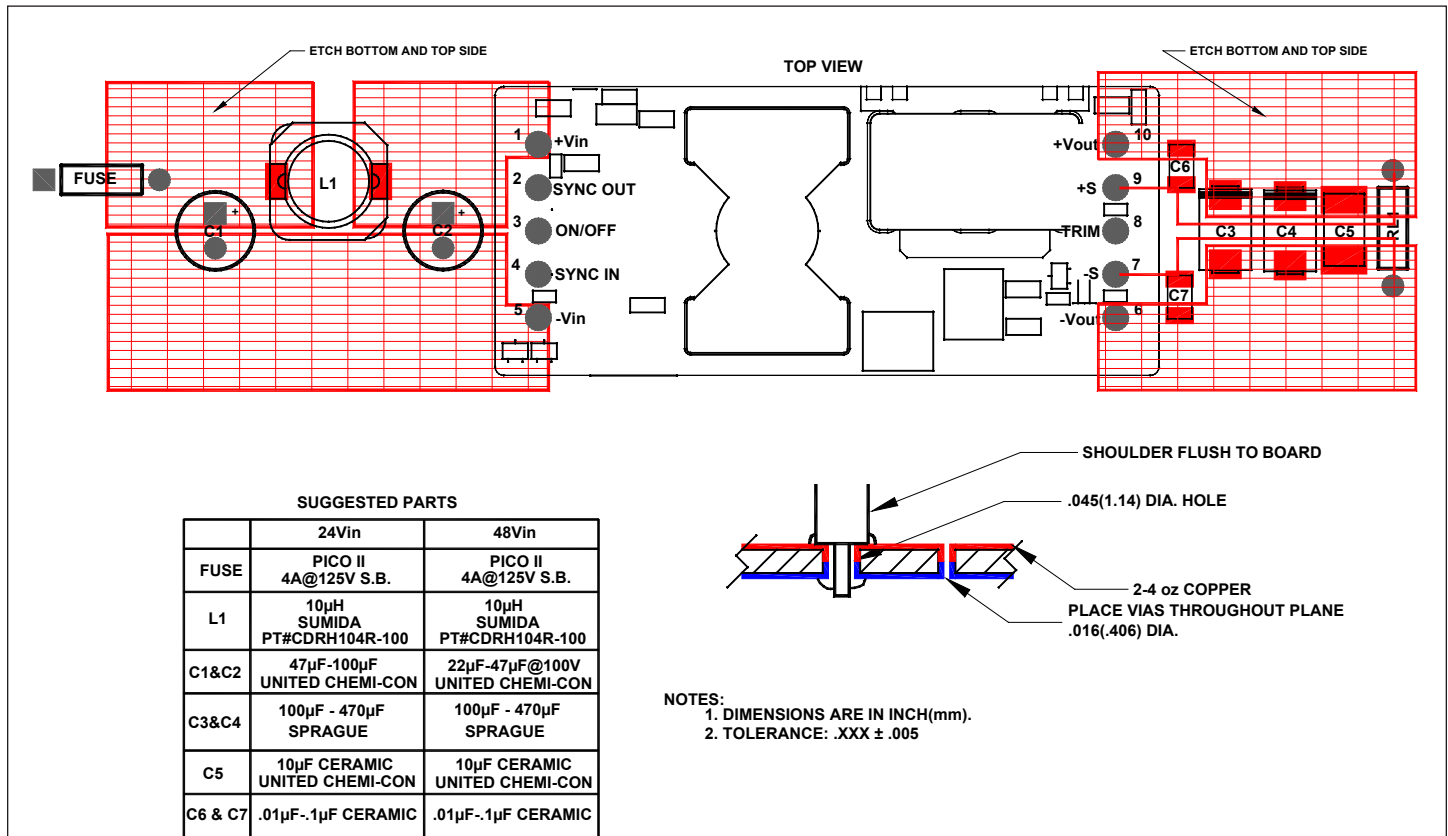 ETCH BOTTOM AND TOP SIDE
ETCH BOTTOM AND TOP SIDE
TOP VIEW
FUSE
L1
C1
+
C2
+
1
+Vin
2
SYNC OUT
3
ON/OFF
4
SYNC IN
5
-Vin
+Vout
10
+S
9
TRIM
8
-S
7
-Vout
6
C6
C7
C3
C4
C5
RL1
SHOULDER FLUSH TO BOARD
.045(1.14) DIA. HOLE
2-4 oz COPPER
PLACE VIAS THROUGHOUT PLANE
.016(.406) DIA.
SUGGESTED PARTS
24Vin 48Vin
FUSE PICO II PICO II
4A@125V S.B. 4A@125V S.B.
L1 10µH 10µH
SUMIDA SUMIDA
PT#CDRH104R-100 PT#CDRH104R-100
C1&C2 47µF-100µF 22µF-47µF@100V
UNITED CHEMI-CON UNITED CHEMI-CON
C3&C4 100µF - 470µF 100µF - 470µF
SPRAGUE SPRAGUE
C5 10µF CERAMIC 10µF CERAMIC
UNITED CHEMI-CON UNITED CHEMI-CON
C6 & C7 .01µF-.1µF CERAMIC .01µF-.1µF CERAMIC
NOTES:
1. DIMENSIONS ARE IN INCH(mm).
2. TOLERANCE: .XXX ± .005